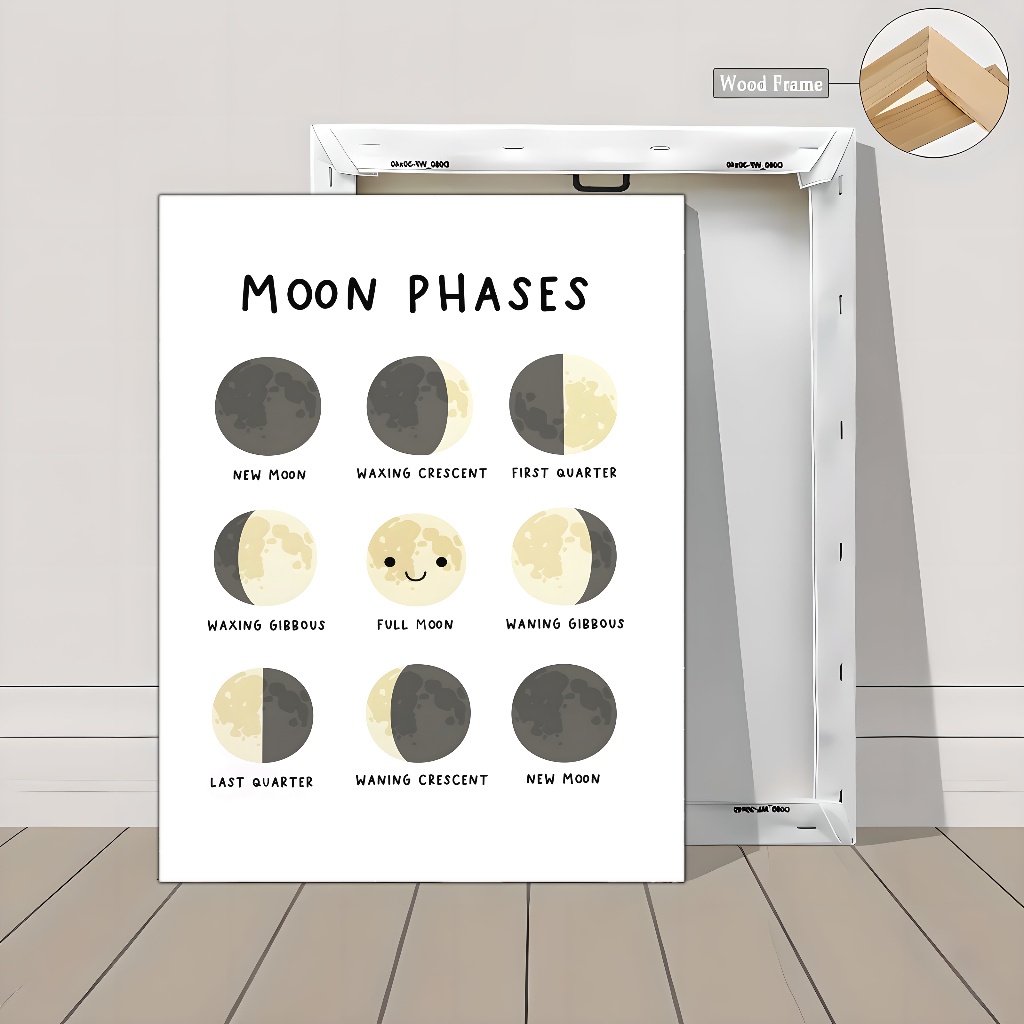 Wood Frame
MOON PHASES
NEW MOON
WAXING CRESCENT
FIRST QUARTER
WAXING GIBBOUS
FULL MOON
WANING GIBBOUS
LAST QUARTER
WANING CRESCENT
NEW MOON